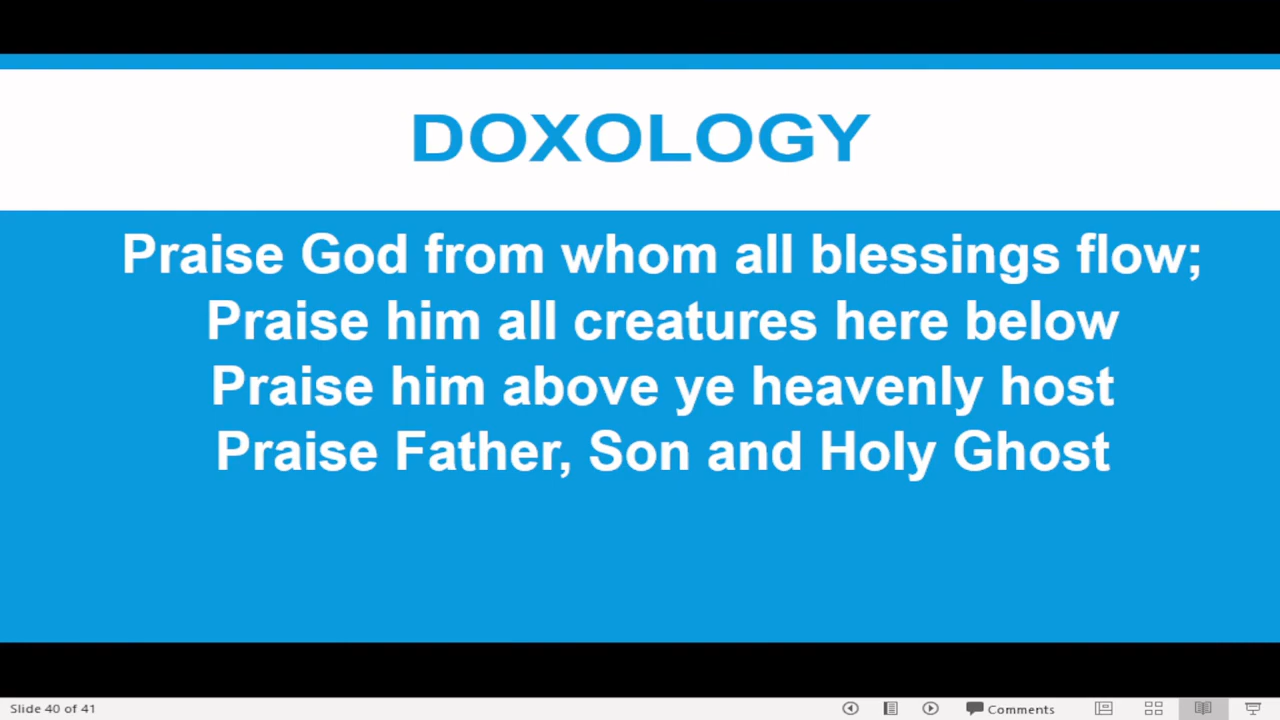 DOXOLOGY
Praise God from whom all blessings flow;
Praise him all creatures here below
Praise him above ye heavenly host
Praise Father, Son and Holy Ghost
Slide 40 of 41
Comments